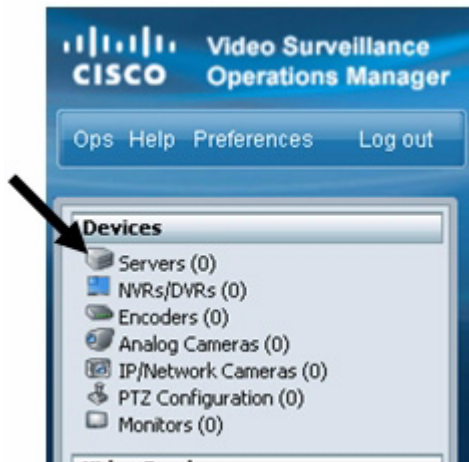 CISCO
Video Surveillance
Operations Manager
Ops Help Preferences Log out
Devices
Servers (0)
NVRs/DVRs (0)
Encoders (0)
Analog Cameras (0)
IP/Network Cameras (0)
PTZ Configuration (0)
Monitors (0)